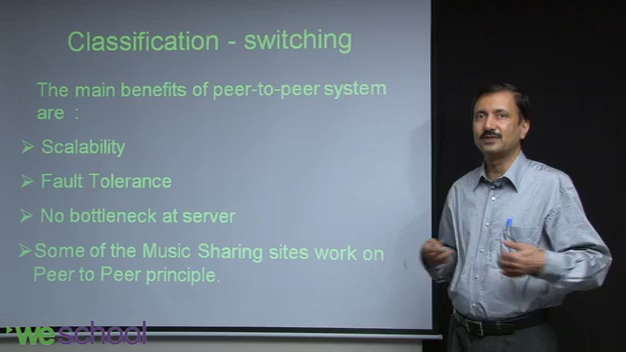 Classification - switching
The main benefits of peer-to-peer system
are :
➢ Scalability
➢ Fault Tolerance
➢ No bottleneck at server
➢ Some of the Music Sharing sites work on
Peer to Peer principle.
weschool